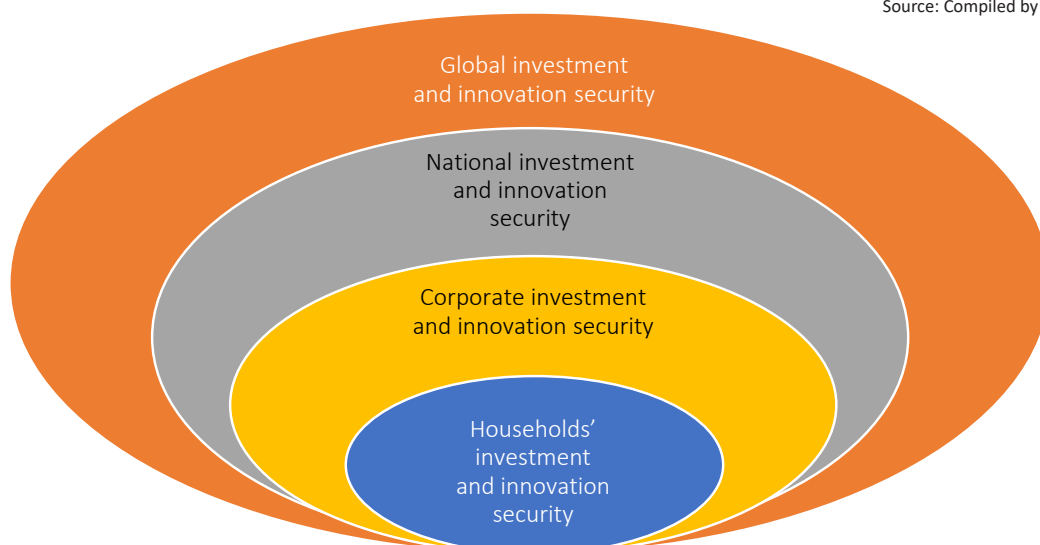 Source: Compiled by
Global investment
and innovation security
National investment
and innovation
security
Corporate investment
and innovation security
Households’
investment
and innovation
security